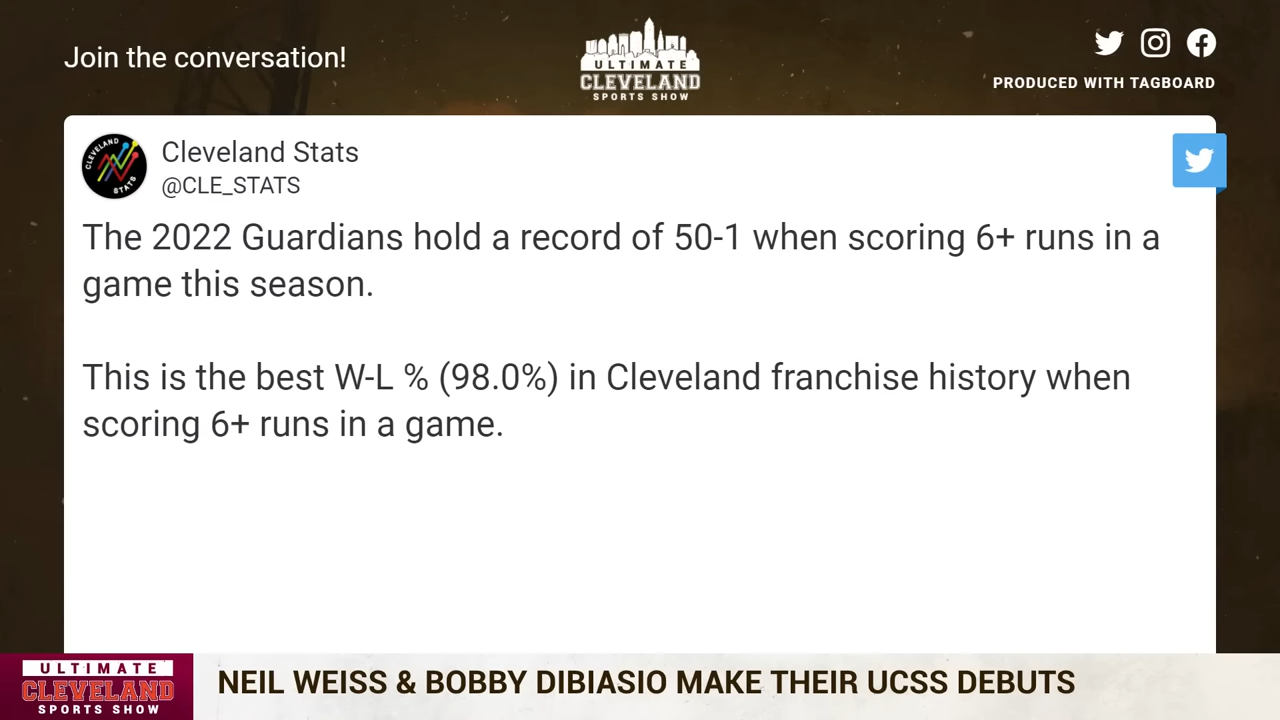 Join the conversation!
ULTIMATE
CLEVELAND
SPORTS SHOW
PRODUCED WITH TAGBOARD
CLEVELAND
STATS
Cleveland Stats
@CLE_STATS
The 2022 Guardians hold a record of 50-1 when scoring 6+ runs in a
game this season.
This is the best W-L % (98.0%) in Cleveland franchise history when
scoring 6+ runs in a game.
ULTIMATE
CLEVELAND
SPORTS SHOW
NEIL WEISS & BOBBY DIBIASIO MAKE THEIR UCSS DEBUTS